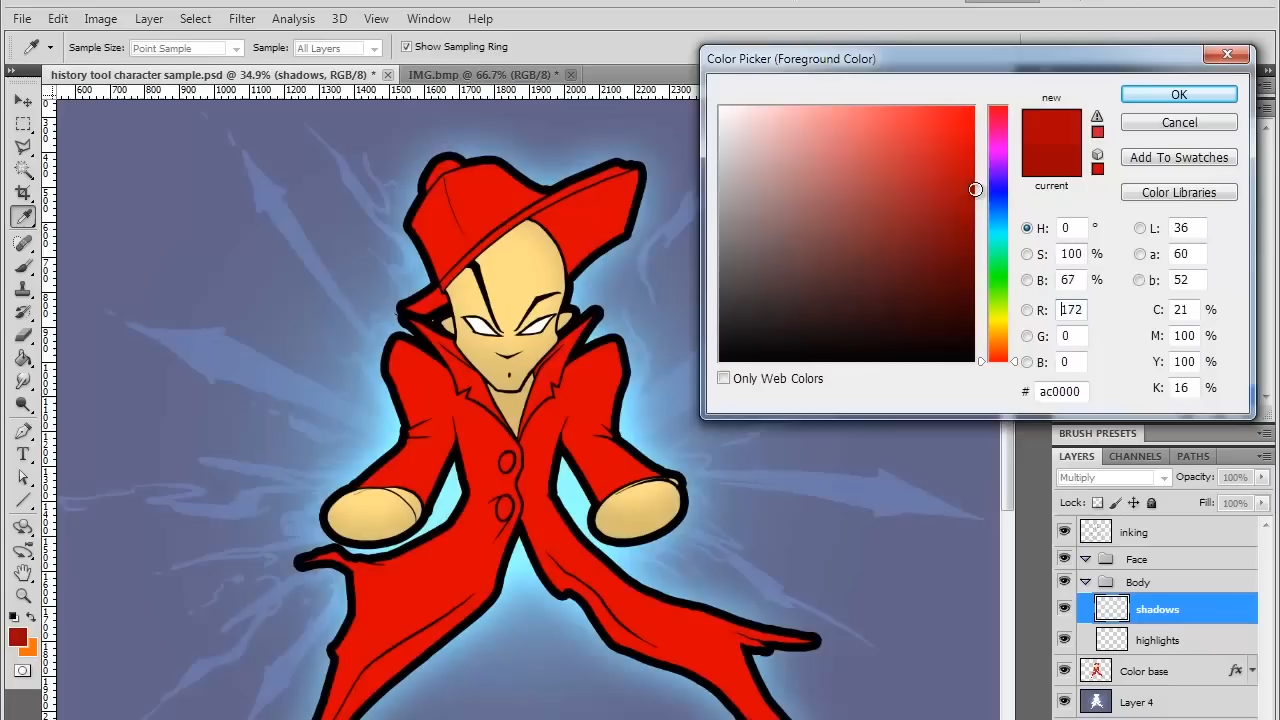 File Edit Image Layer Select Filter Analysis 3D View Window Help
Sample Size: Point Sample Sample: All Layers Show Sampling Ring
history tool character sample.psd @ 34.9% (shadows, RGB/8) * IMG.bmp @ 66.7% (RGB/8) *
600 700 800 900 1000 1100 1200 1300 1400 1500 1600 1700 1800 1900 2000 2100 2200 2300
Color Picker (Foreground Color)
new
current
OK
Cancel
Add To Swatches
Color Libraries
H: 0 ° L: 36
S: 100 % a: 60
B: 67 % b: 52
R: 172 C: 21 %
G: 0 M: 100 %
B: 0 Y: 100 %
# ac0000 K: 16 %
Only Web Colors
BRUSH PRESETS
LAYERS CHANNELS PATHS
Multiply Opacity: 100%
Lock: Fill: 100%
inking
Face
Body
shadows
highlights
Color base fx
Layer 4